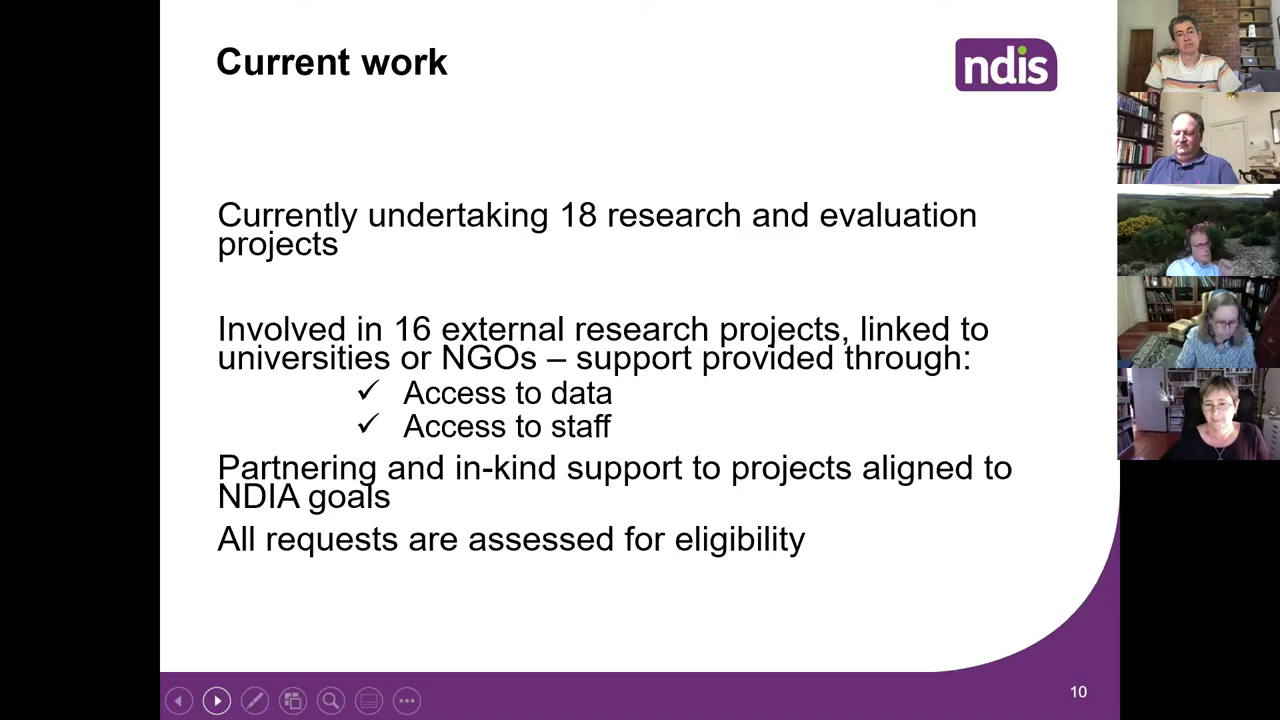 Current work
ndis
Currently undertaking 18 research and evaluation
projects
Involved in 16 external research projects, linked to
universities or NGOs – support provided through:
✓ Access to data
✓ Access to staff
Partnering and in-kind support to projects aligned to
NDIA goals
All requests are assessed for eligibility
10